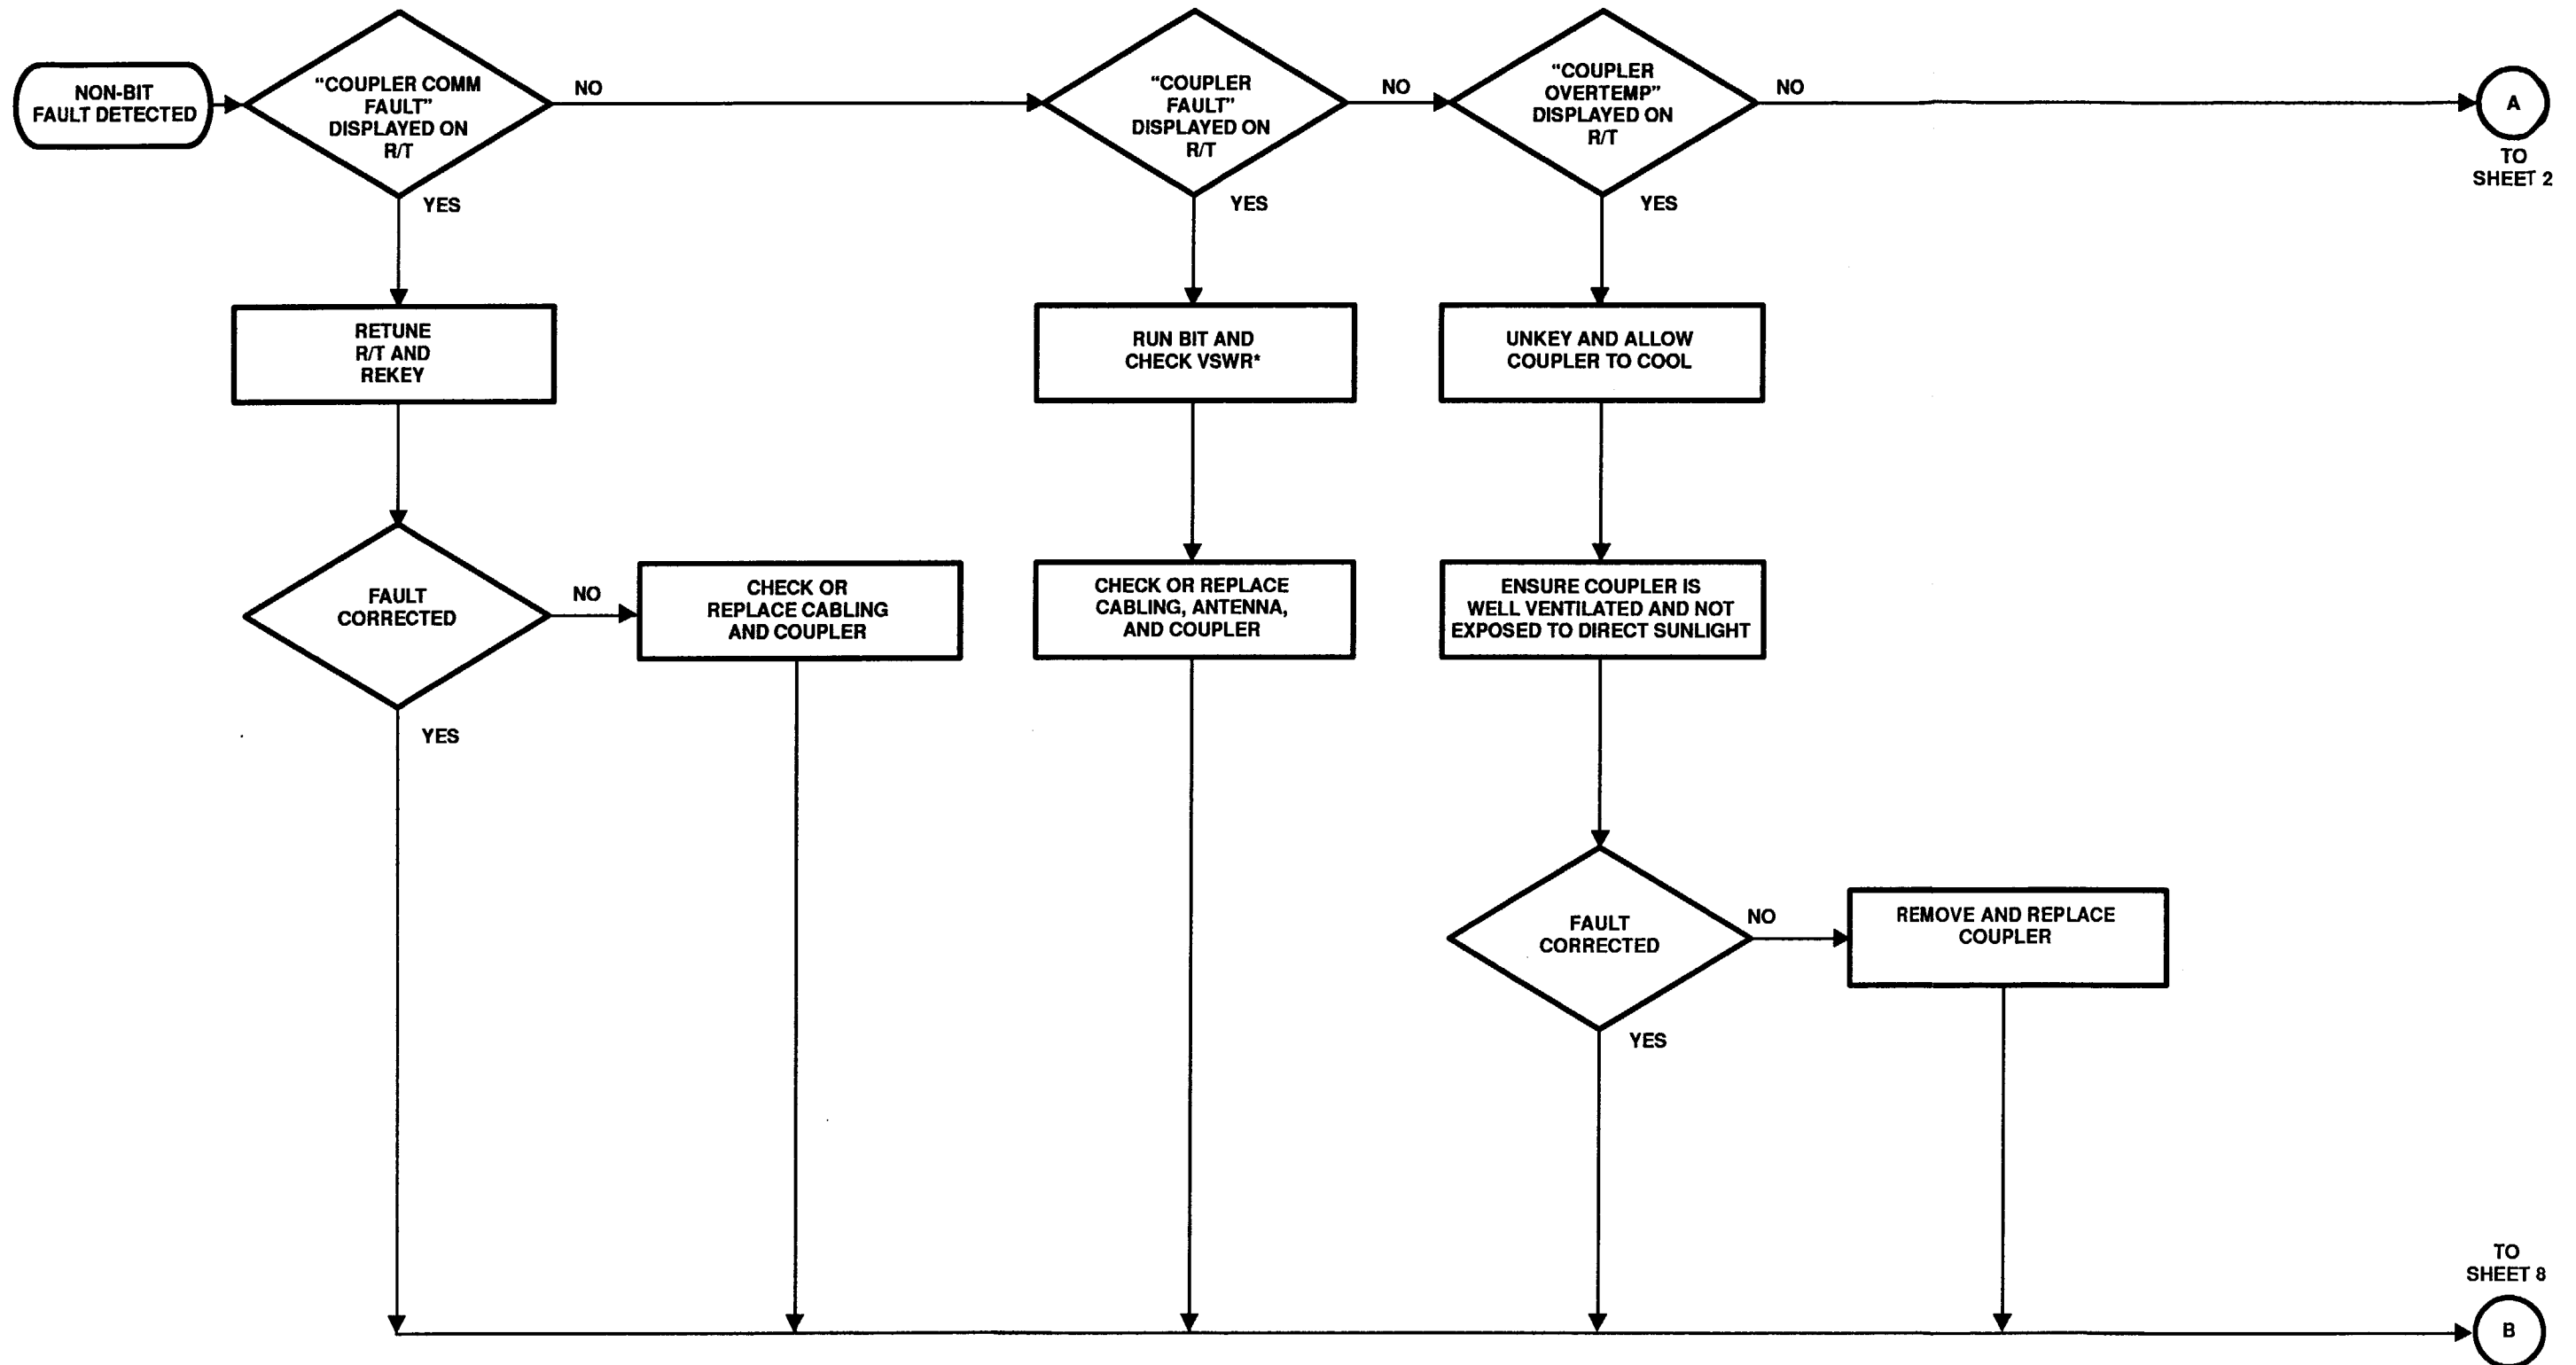 NON-BIT
FAULT DETECTED
“COUPLER COMM
FAULT”
DISPLAYED ON
R/T
NO
YES
“COUPLER
FAULT”
DISPLAYED ON
R/T
NO
YES
“COUPLER
OVERTEMP”
DISPLAYED ON
R/T
NO
YES
A
TO
SHEET 2
RETUNE
R/T AND
REKEY
RUN BIT AND
CHECK VSWR*
UNKEY AND ALLOW
COUPLER TO COOL
FAULT
CORRECTED
NO
YES
CHECK OR
REPLACE CABLING
AND COUPLER
CHECK OR REPLACE
CABLING, ANTENNA,
AND COUPLER
ENSURE COUPLER IS
WELL VENTILATED AND NOT
EXPOSED TO DIRECT SUNLIGHT
FAULT
CORRECTED
NO
YES
REMOVE AND REPLACE
COUPLER
TO
SHEET 8
B